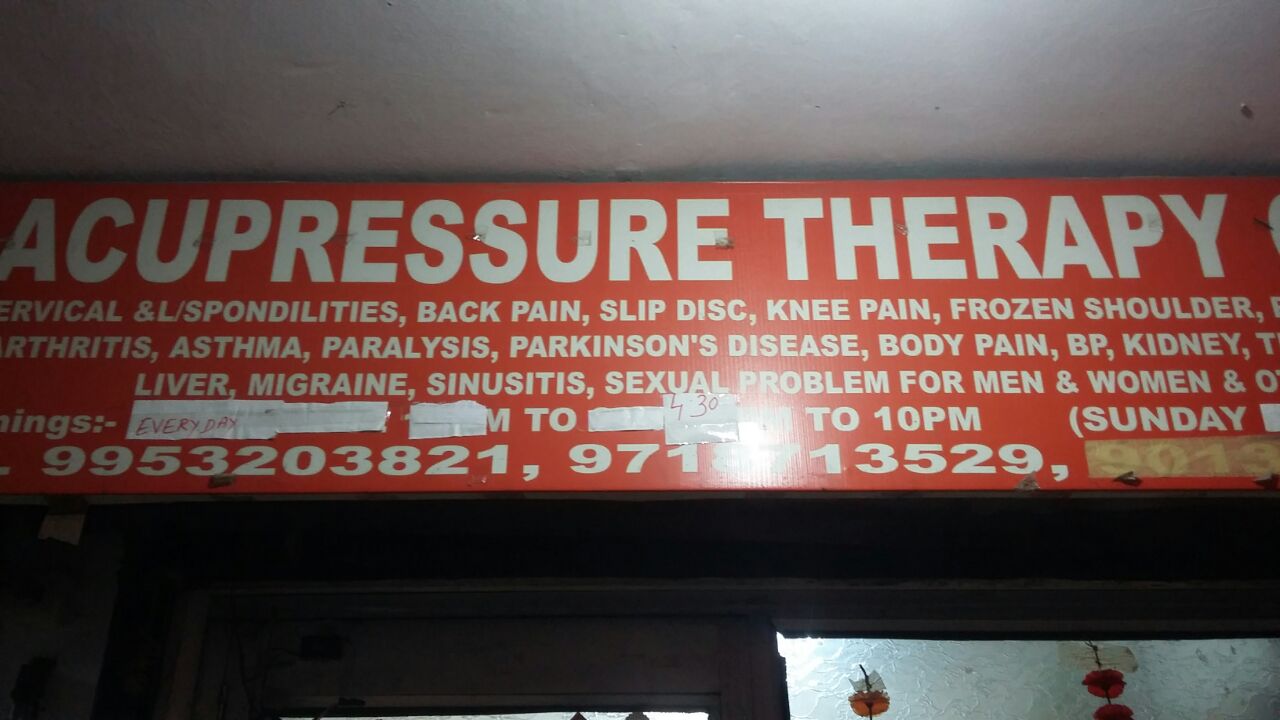 ACUPRESSURE THERAPY
ERVICAL &L/SPONDILITIES, BACK PAIN, SLIP DISC, KNEE PAIN, FROZEN SHOULDER,
ARTHRITIS, ASTHMA, PARALYSIS, PARKINSON'S DISEASE, BODY PAIN, BP, KIDNEY,
LIVER, MIGRAINE, SINUSITIS, SEXUAL PROBLEM FOR MEN & WOMEN &
nings:- EVERYDAY M TO 4:30 M TO 10PM (SUNDAY
9953203821, 9718713529, 9013